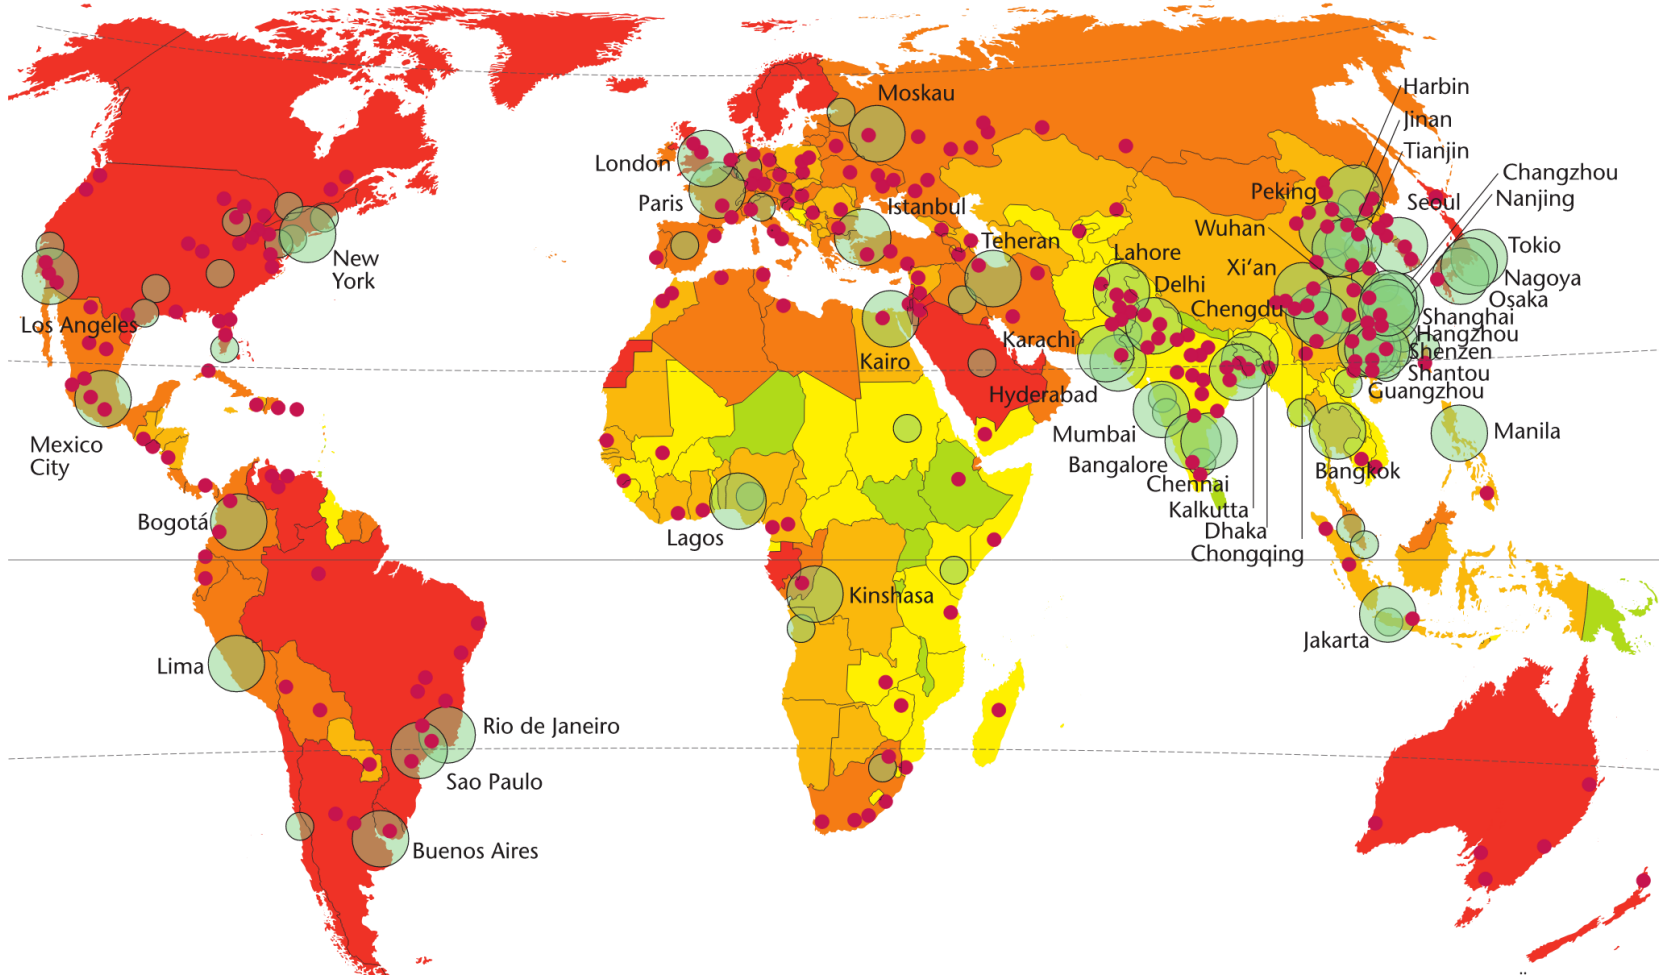 Moskau
London
Paris
Istanbul
Teheran
Lahore
Delhi
Peking
Wuhan
Xi‘an
Chengdu
Harbin
Jinan
Tianjin
Changzhou
Nanjing
Seoul
Tokio
Nagoya
Osaka
Shanghai
Hangzhou
Shenzen
Shantou
Guangzhou
New
York
Los Angeles
Kairo
Karachi
Hyderabad
Mexico
City
Mumbai
Bangalore
Chennai
Kalkutta
Dhaka
Chongqing
Bangkok
Manila
Bogotá
Lagos
Kinshasa
Jakarta
Lima
Rio de Janeiro
Sao Paulo
Buenos Aires